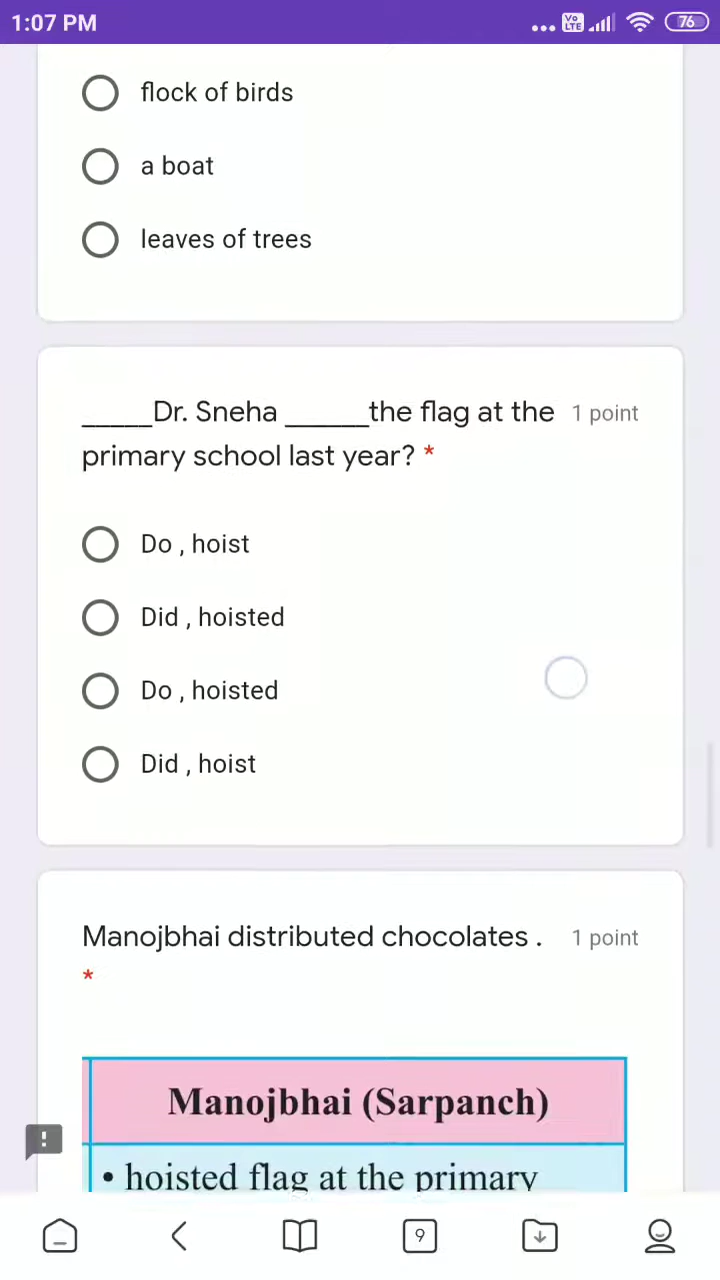 1:07 PM
Vo LTE
76
flock of birds
a boat
leaves of trees
_____Dr. Sneha ______the flag at the 1 point
primary school last year? *
Do , hoist
Did , hoisted
Do , hoisted
Did , hoist
Manojbhai distributed chocolates . 1 point
*
Manojbhai (Sarpanch)
• hoisted flag at the primary
9